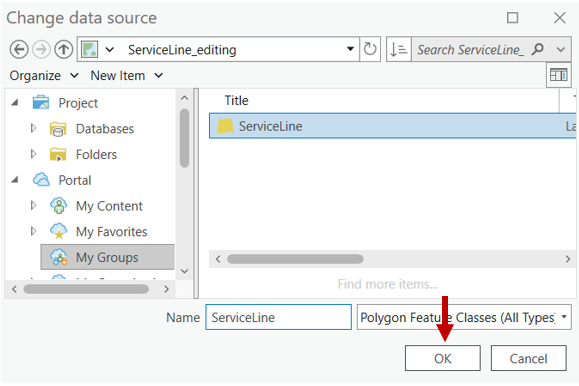 Change data source
ServiceLine_editing
Search ServiceLine_
Organize New Item
Project
Databases
Folders
Portal
My Content
My Favorites
My Groups
Title
ServiceLine
La
Find more items...
Name ServiceLine Polygon Feature Classes (All Types)
OK Cancel